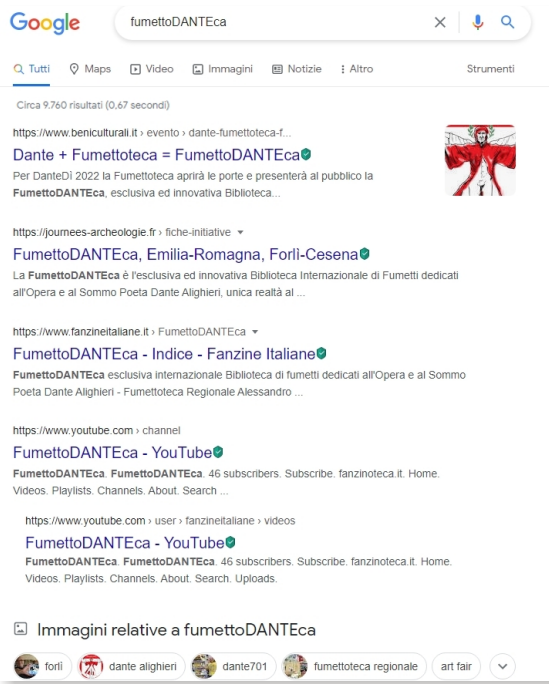 Google
fumettoDANTEca
Tutti Maps Video Immagini Notizie Altro Strumenti
Circa 9.760 risultati (0,67 secondi)
https://www.beniculturali.it › evento › dante-fumettoteca-f...
Dante + Fumettoteca = FumettoDANTEca
Per DanteDì 2022 la Fumettoteca aprirà le porte e presenterà al pubblico la
FumettoDANTEca, esclusiva ed innovativa Biblioteca...
https://journees-archeologie.fr › fiche-initiative
FumettoDANTEca, Emilia-Romagna, Forlì-Cesena
La FumettoDANTEca è l'esclusiva ed innovativa Biblioteca Internazionale di Fumetti dedicati
all'Opera e al Sommo Poeta Dante Alighieri, unica realtà al ...
https://www.fanzineitaliane.it › FumettoDANTEca
FumettoDANTEca - Indice - Fanzine Italiane
FumettoDANTEca esclusiva internazionale Biblioteca di fumetti dedicati all'Opera e al Sommo
Poeta Dante Alighieri - Fumettoteca Regionale Alessandro ...
https://www.youtube.com › channel
FumettoDANTEca - YouTube
FumettoDANTEca. FumettoDANTEca. 46 subscribers. Subscribe. fanzinoteca.it. Home.
Videos. Playlists. Channels. About. Search ...
https://www.youtube.com › user › fanzineitaliane › videos
FumettoDANTEca - YouTube
FumettoDANTEca. FumettoDANTEca. 46 subscribers. Subscribe. fanzinoteca.it. Home.
Videos. Playlists. Channels. About. Search. Uploads.
Immagini relative a fumettoDANTEca
forlì dante alighieri dante701 fumettoteca regionale art fair